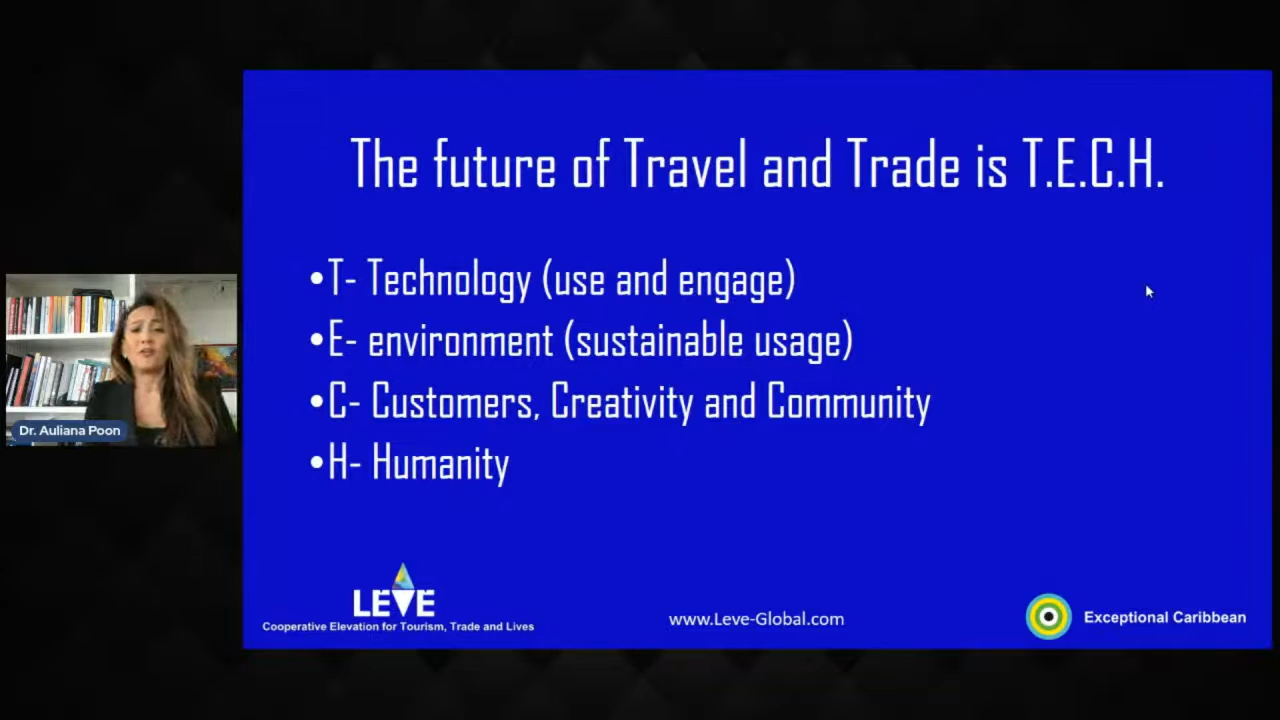 The future of Travel and Trade is T.E.C.H.
•T- Technology (use and engage)
•E- environment (sustainable usage)
•C- Customers, Creativity and Community
•H- Humanity
Dr. Auliana Poon
LEVE
Cooperative Elevation for Tourism, Trade and Lives
www.Leve-Global.com
Exceptional Caribbean